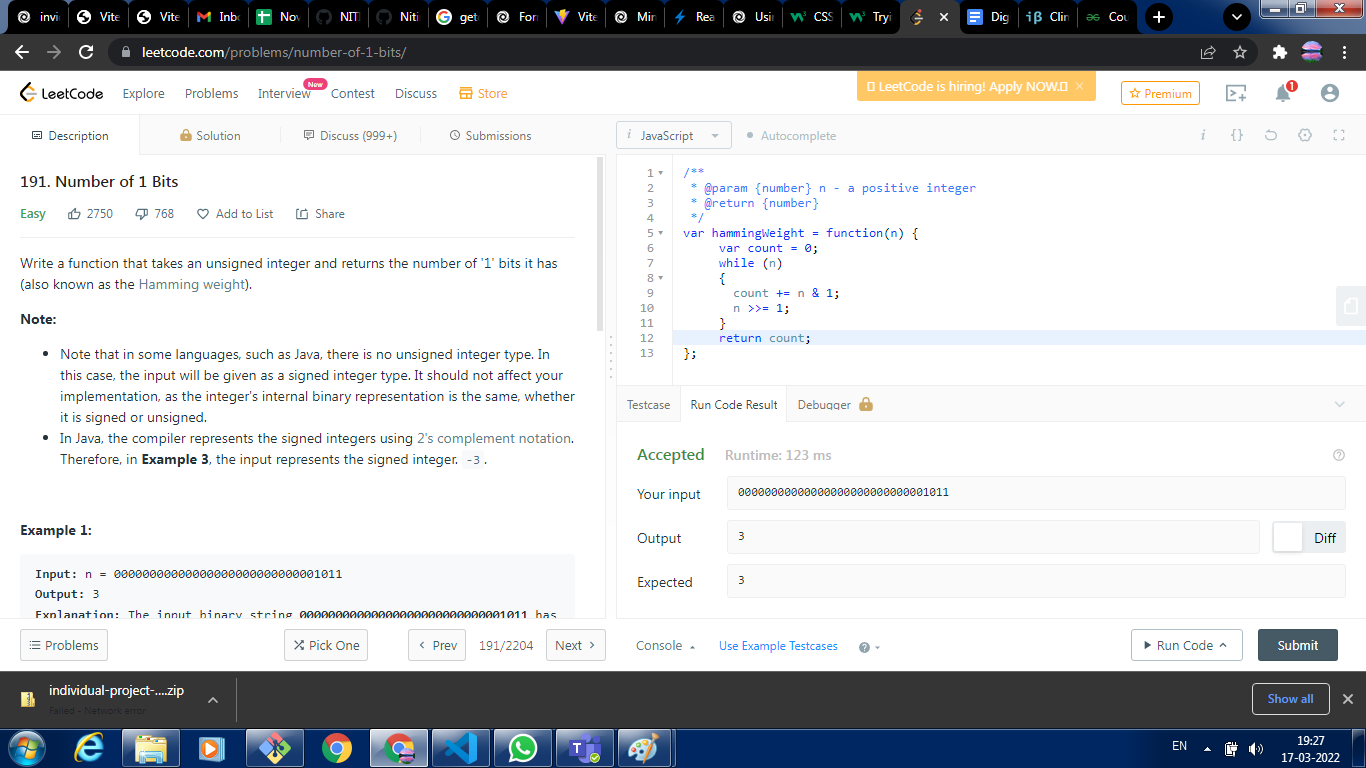 invi
Vite
Vite
Inb
Nov
NIT
Niti
get
For
Vite
Mir
Rea
Usin
CSS
Tryi
Dig
Clin
Cou
leetcode.com/problems/number-of-1-bits/
LeetCode
Explore
Problems
Interview
New
Contest
Discuss
Store
LeetCode is hiring! Apply NOW.
Premium
1
Description
Solution
Discuss (999+)
Submissions
i JavaScript
Autocomplete
i {}
191. Number of 1 Bits
Easy 2750 768 Add to List Share
Write a function that takes an unsigned integer and returns the number of '1' bits it has
(also known as the Hamming weight).
Note:
• Note that in some languages, such as Java, there is no unsigned integer type. In
this case, the input will be given as a signed integer type. It should not affect your
implementation, as the integer's internal binary representation is the same, whether
it is signed or unsigned.
• In Java, the compiler represents the signed integers using 2's complement notation.
Therefore, in Example 3, the input represents the signed integer. -3.
Example 1:
Input: n = 00000000000000000000000000001011
Output: 3
Explanation: The input binary string 00000000000000000000000000001011 has
1 /**
2 * @param {number} n - a positive integer
3 * @return {number}
4 */
5 var hammingWeight = function(n) {
6 var count = 0;
7 while (n)
8 {
9 count += n & 1;
10 n >>= 1;
11 }
12 return count;
13 };
Testcase
Run Code Result
Debugger
Accepted Runtime: 123 ms
Your input 00000000000000000000000000001011
Output 3 Diff
Expected 3
Problems
Pick One
Prev
191/2204
Next
Console
Use Example Testcases
Run Code
Submit
individual-project-....zip
Failed - Network error
Show all
EN
19:27
17-03-2022